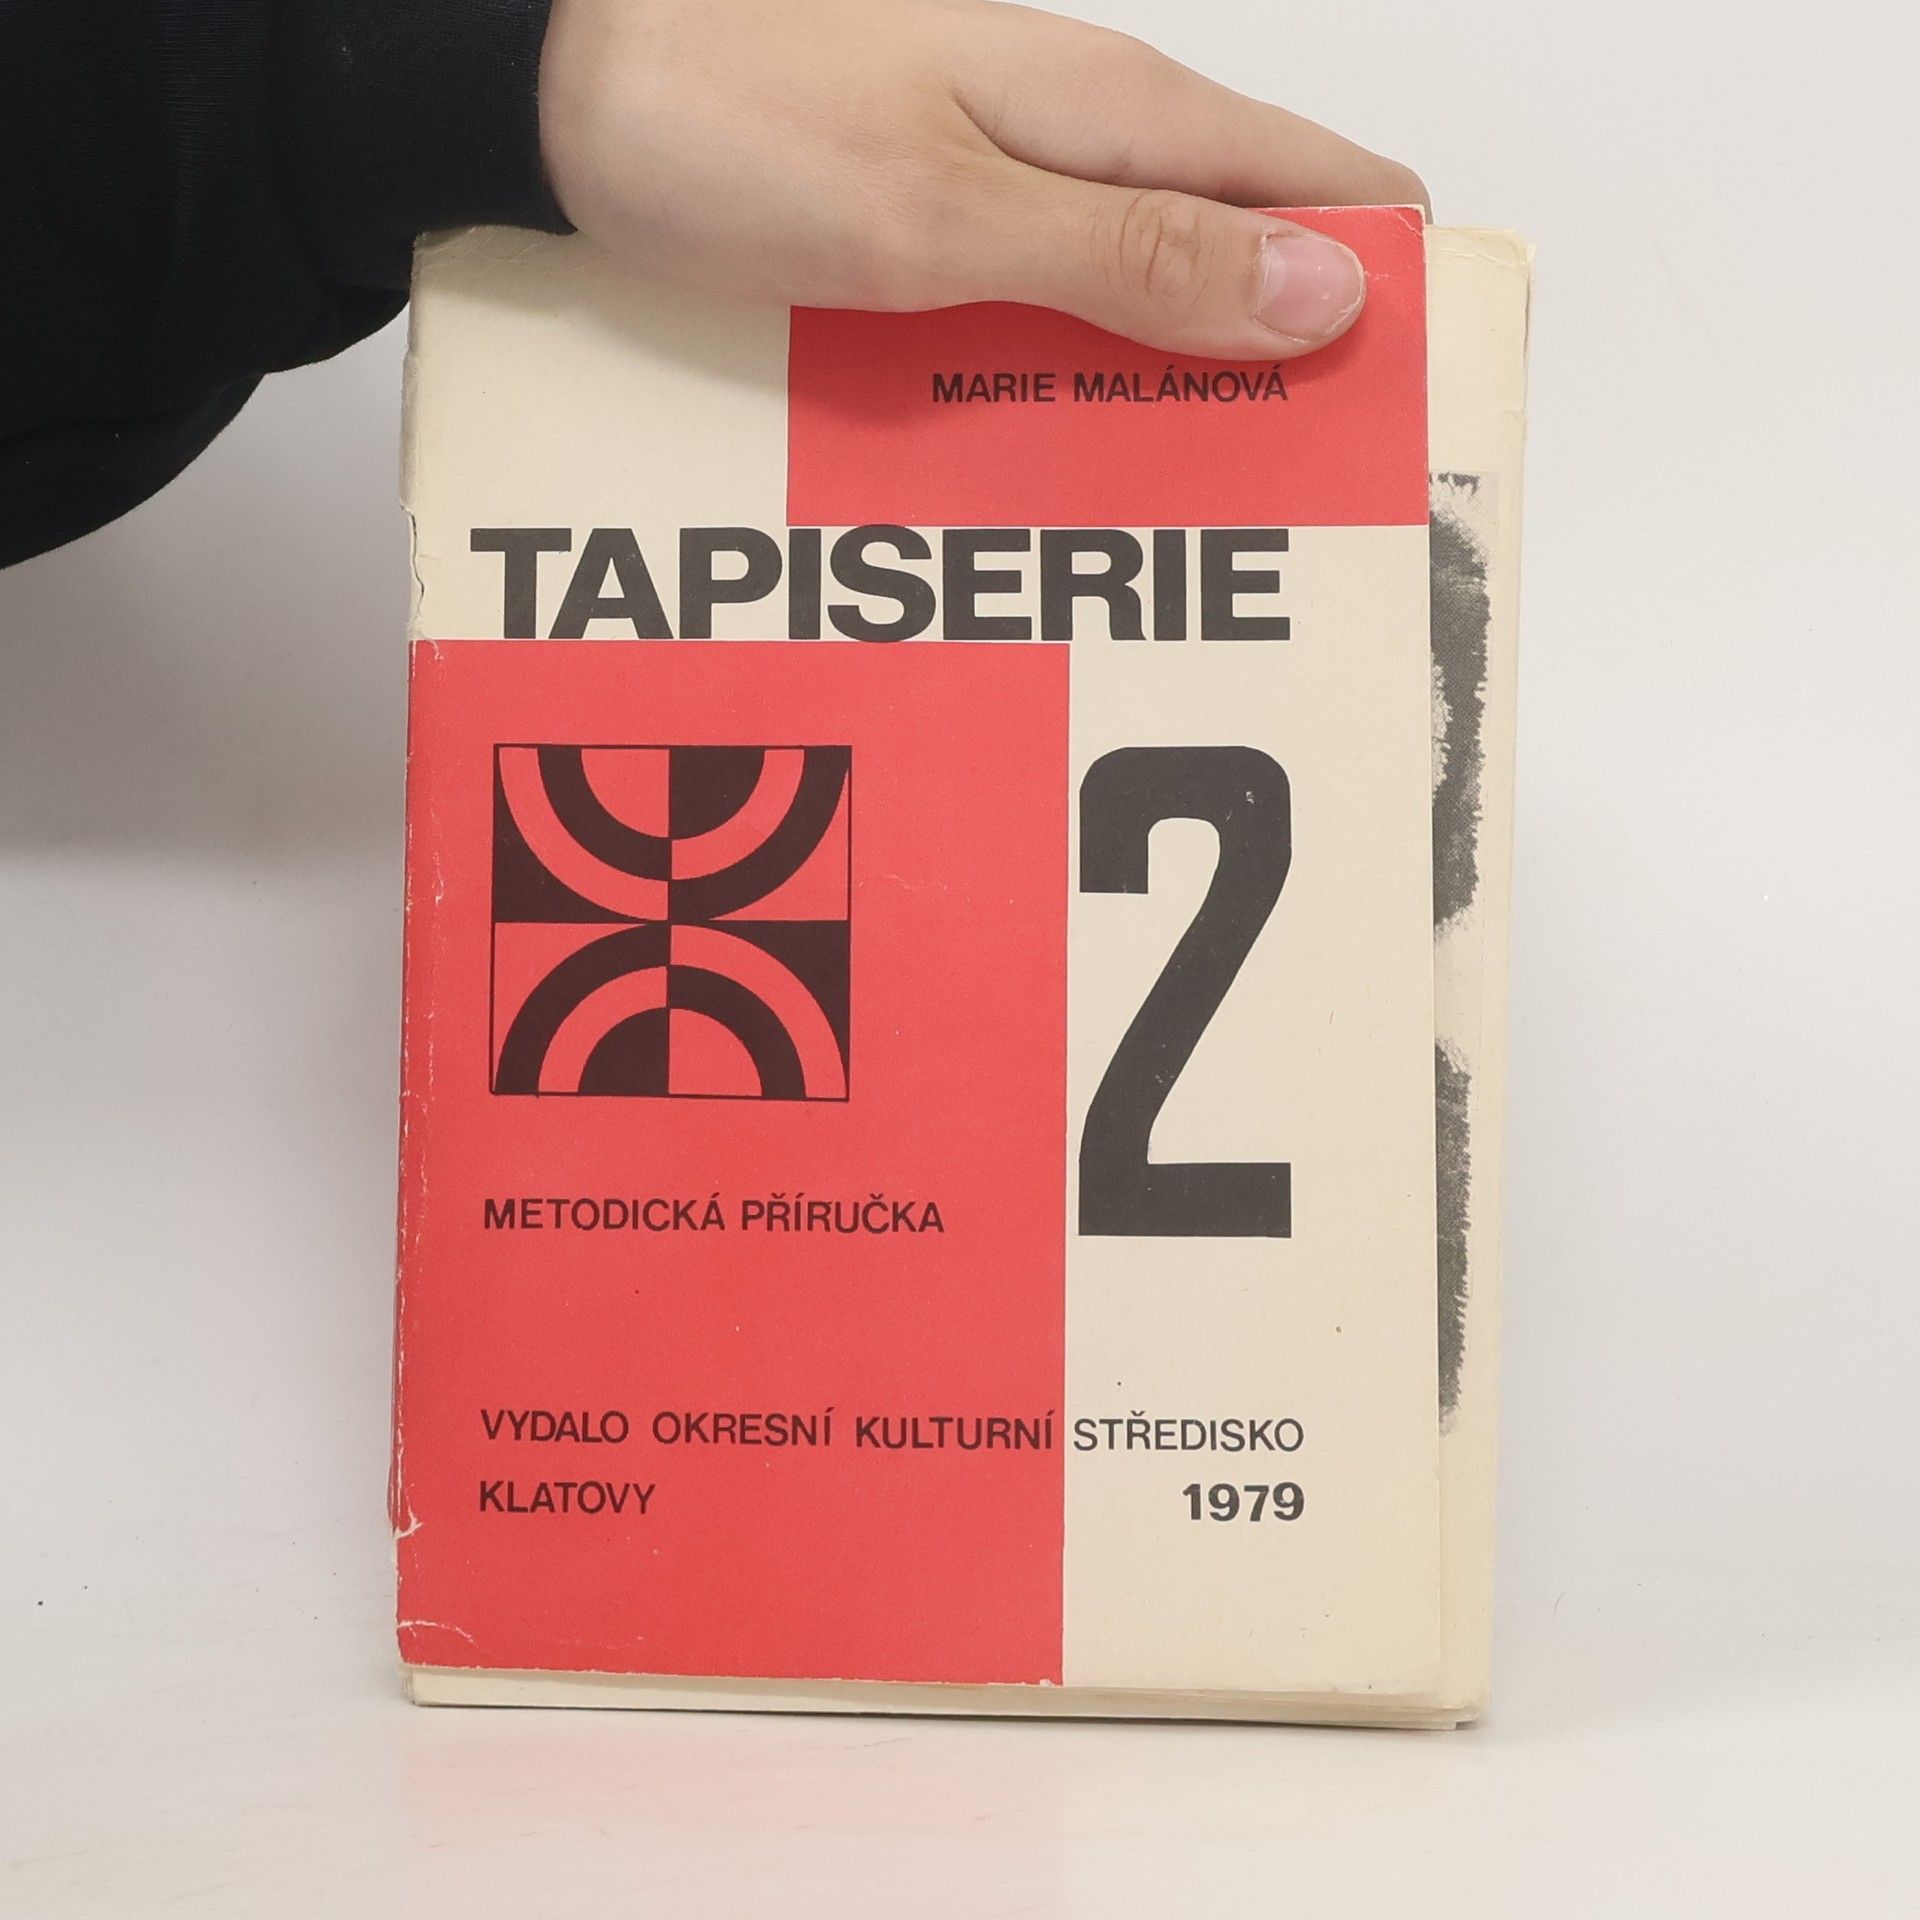 MARIE MALÁNOVÁ
TAPISERIE
2
METODICKÁ PŘÍRUČKA
VYDALO OKRESNÍ KULTURNÍ STŘEDISKO
KLATOVY 1979